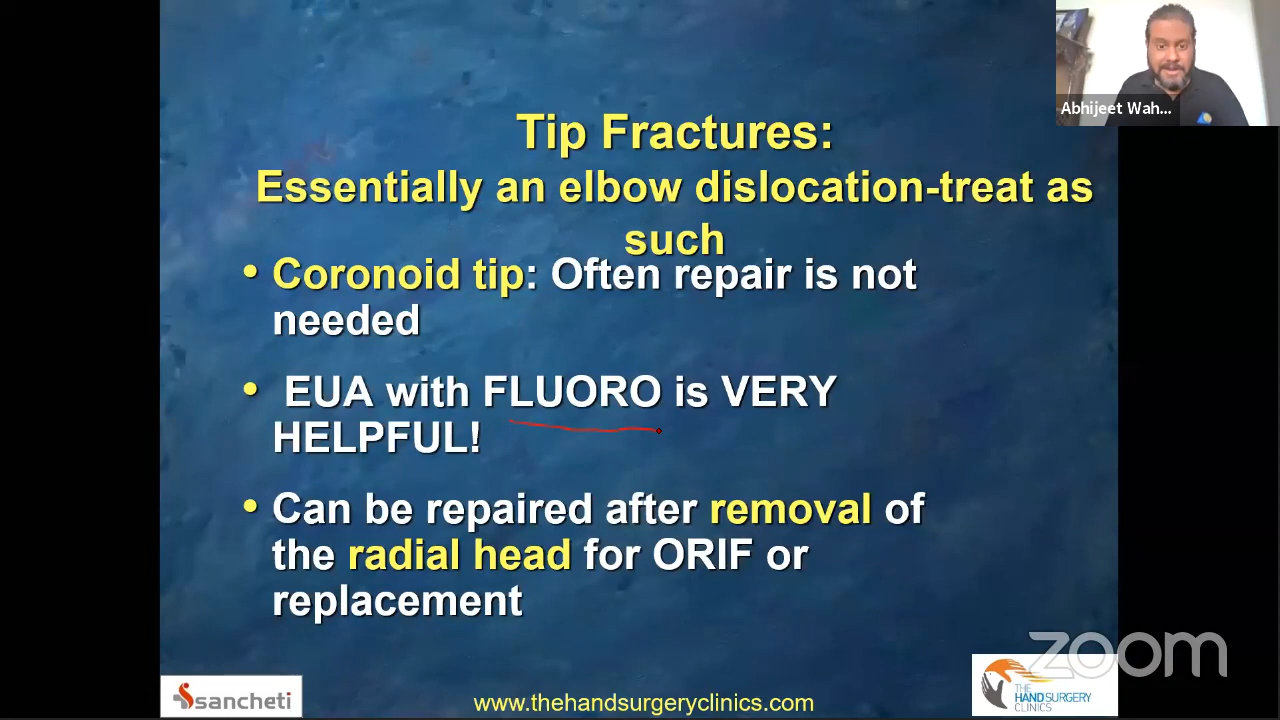 Abhijeet Wah...
Tip Fractures:
Essentially an elbow dislocation-treat as
such
• Coronoid tip: Often repair is not
needed
• EUA with FLUORO is VERY
HELPFUL!
• Can be repaired after removal of
the radial head for ORIF or
replacement
zoom
sancheti
www.thehandsurgeryclinics.com
THE
HAND SURGERY
CLINICS